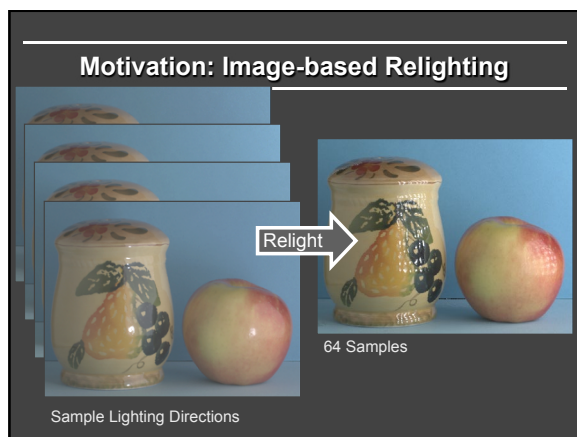 Motivation: Image-based Relighting
Relight
64 Samples
Sample Lighting Directions